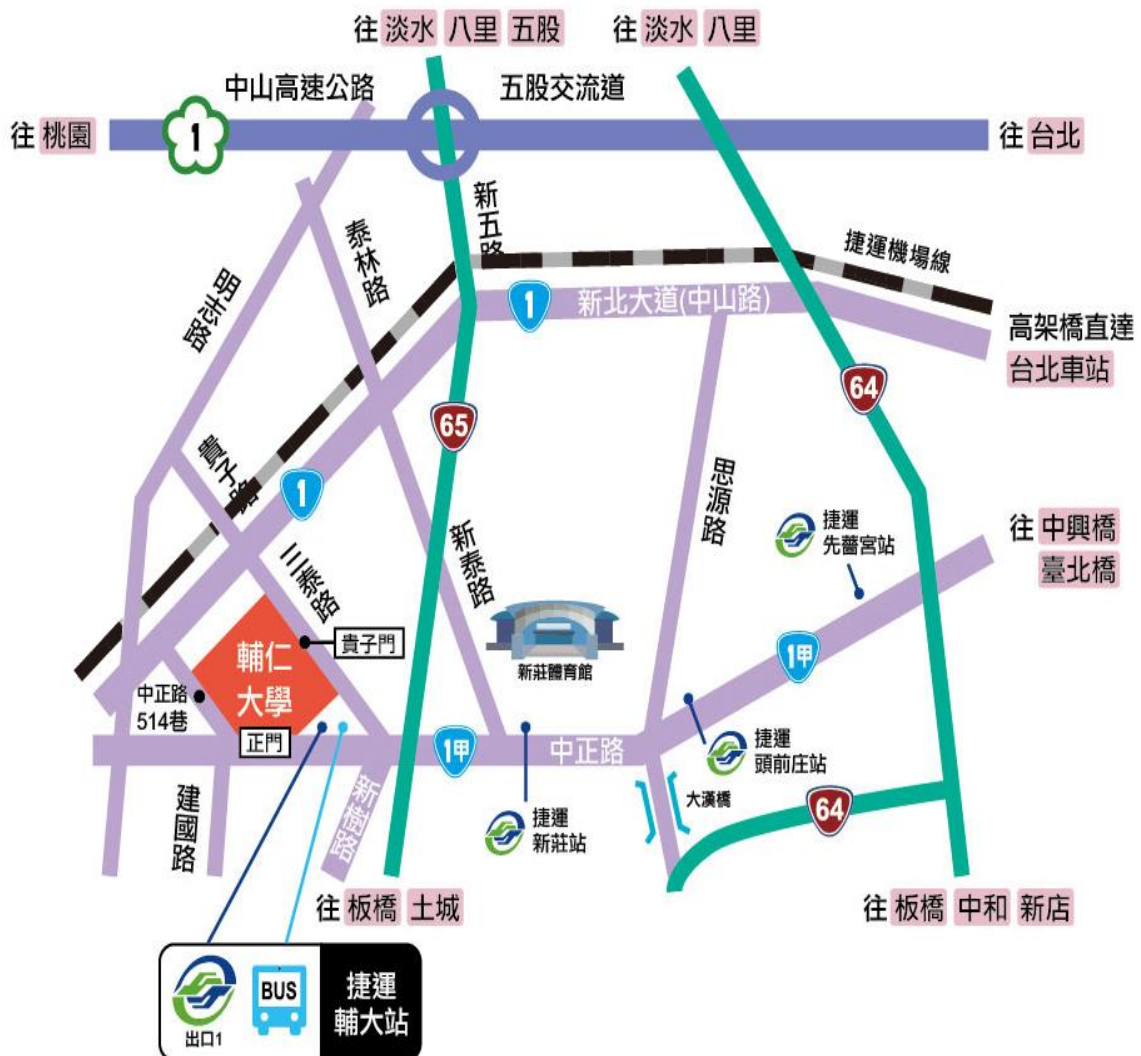 往 淡水 八里 五股
往 淡水 八里
中山高速公路
五股交流道
往 桃園
1
往 台北
新五路
泰林路
明志路
捷運機場線
1
新北大道(中山路)
高架橋直達
台北車站
64
65
貴子路
1
思源路
新泰路
捷運
先嗇宮站
往 中興橋
臺北橋
三泰路
貴子門
新莊體育館
1甲
輔仁
大學
中正路
514巷
正門
1甲
中正路
捷運
頭前庄站
大漢橋
建國路
新樹路
捷運
新莊站
64
往 板橋 土城
往 板橋 中和 新店
出口1
BUS
捷運
輔大站